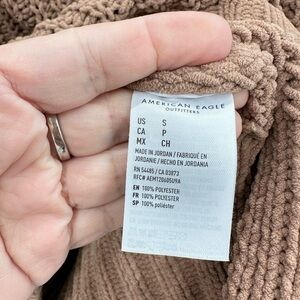 AMERICAN EAGLE
OUTFITTERS
US S
CA P
MX CH
MADE IN JORDAN / FABRIQUÉ EN
JORDANIE / HECHO EN JORDANIA
RN 54485 / CA 03873
RFC# AEM120605U9A
EN 100% POLYESTER
FR 100% POLYESTER
SP 100% poliéster